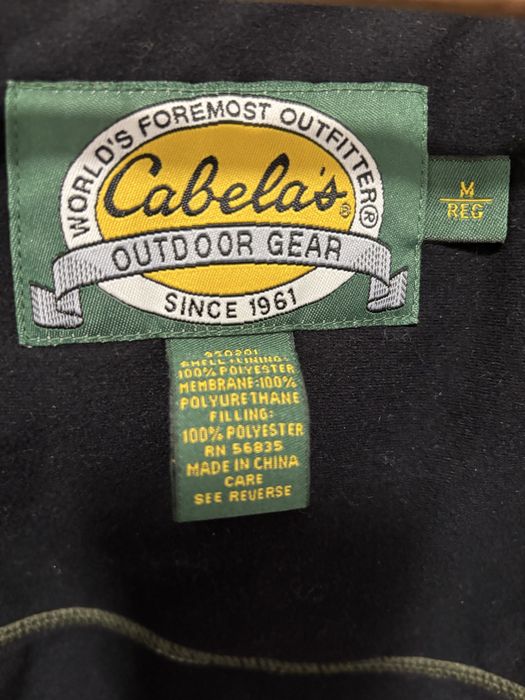 WORLD'S FOREMOST OUTFITTER®
Cabela's®
OUTDOOR GEAR
SINCE 1961
M
REG
SHELL+LINING:
100% POLYESTER
MEMBRANE:100%
POLYURETHANE
FILLING:
100% POLYESTER
RN 56835
MADE IN CHINA
CARE
SEE REVERSE